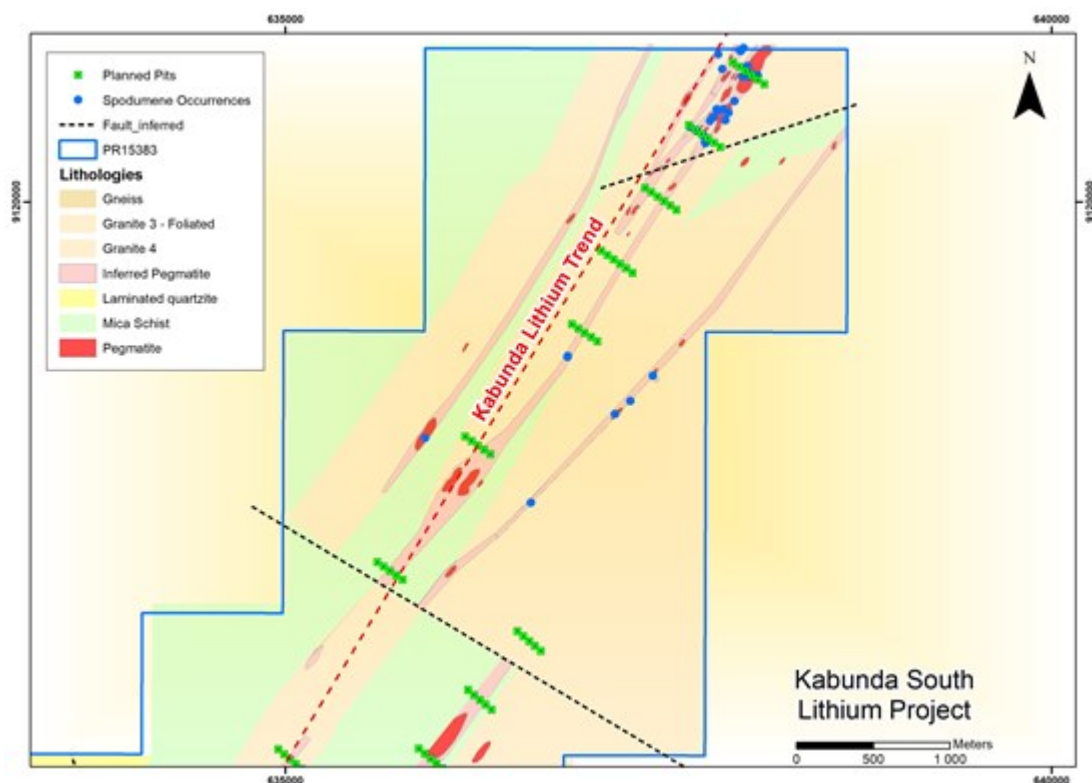 635000
640000
9120000
Planned Pits
Spodumene Occurrences
Fault_inferred
PR15383
Lithologies
Gneiss
Granite 3 - Foliated
Granite 4
Inferred Pegmatite
Laminated quartzite
Mica Schist
Pegmatite
N
9120000
Kabunda Lithium Trend
Kabunda South
Lithium Project
Meters
0 500 1 000
635000
640000